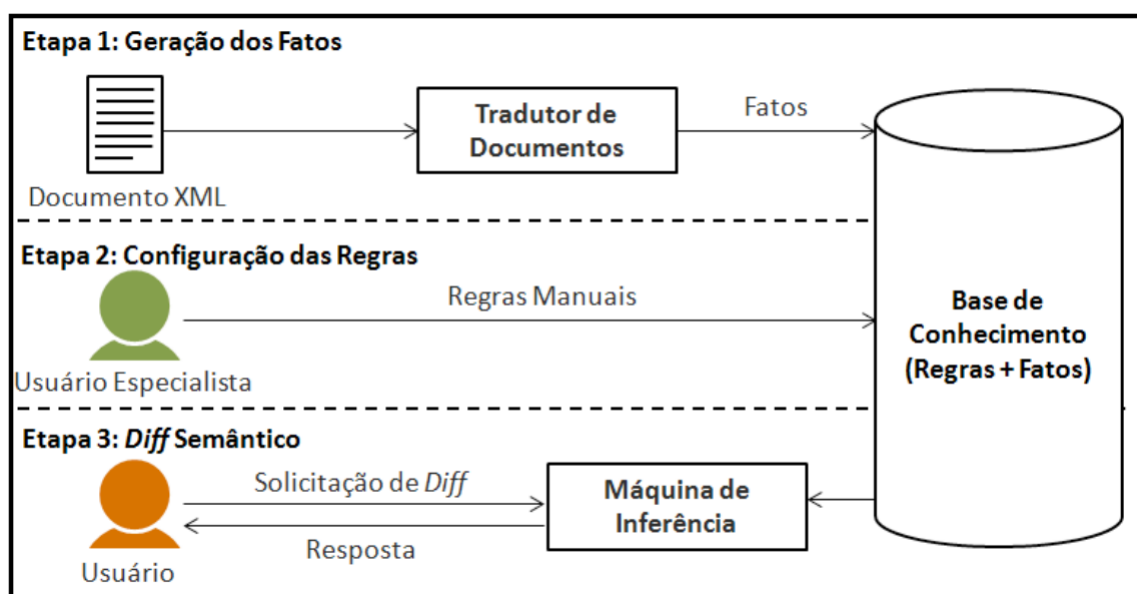 Etapa 1: Geração dos Fatos
Tradutor de
Documentos
Fatos
Documento XML
Etapa 2: Configuração das Regras
Regras Manuais
Usuário Especialista
Base de
Conhecimento
(Regras + Fatos)
Etapa 3: Diff Semântico
Solicitação de Diff
Máquina de
Inferência
Resposta
Usuário